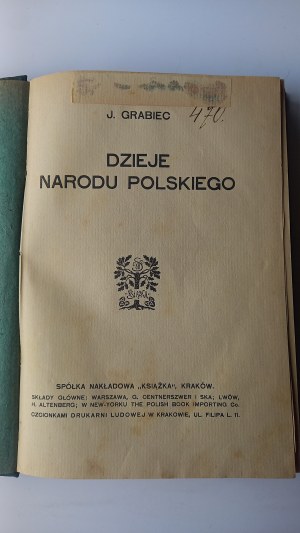 J. GRABIEC
470.
DZIEJE
NARODU POLSKIEGO
SPÓŁKA NAKŁADOWA „KSIĄŻKA“, KRAKÓW.
SKŁADY GŁÓWNE: WARSZAWA, G. CENTNERSZWER I SKA; LWÓW,
H. ALTENBERG; W NEW-YORKU THE POLISH BOOK IMPORTING Co.
CZCIONKAMI DRUKARNI LUDOWEJ W KRAKOWIE, UL. FILIPA L. 11.